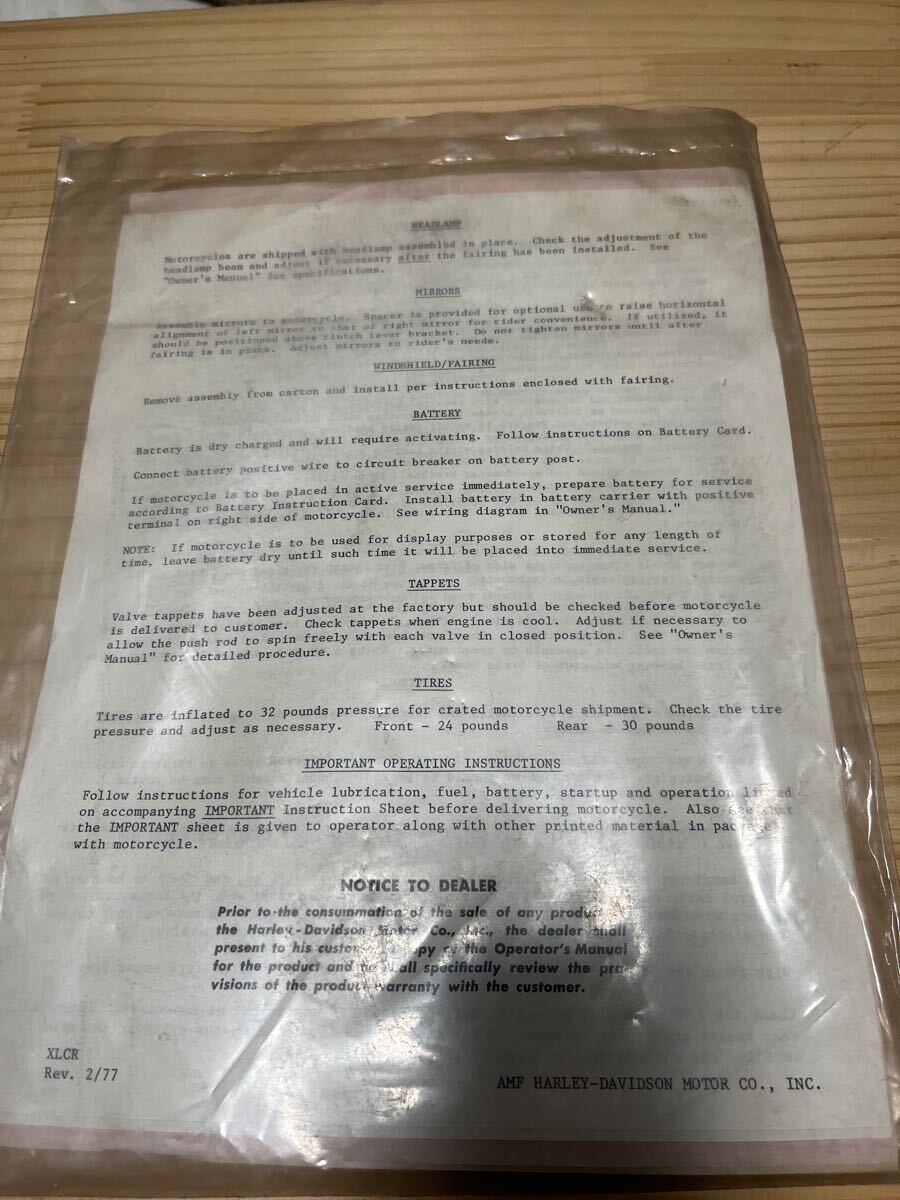 HEADLAMP
Motorcycles are shipped with headlamp assembled in place. Check the adjustment of the
headlamp beam and adjust if necessary after the fairing has been installed. See
"Owner's Manual" for specifications.
MIRRORS
Assemble mirrors to motorcycle. Spacer is provided for optional use to raise horizontal
alignment of left mirror to that of right mirror for rider convenience. If utilized, it
should be positioned above clutch lever bracket. Do not tighten mirrors until after
fairing is in place. Adjust mirrors to rider's needs.
WINDSHIELD/FAIRING
Remove assembly from carton and install per instructions enclosed with fairing.
BATTERY
Battery is dry charged and will require activating. Follow instructions on Battery Card.
Connect battery positive wire to circuit breaker on battery post.
If motorcycle is to be placed in active service immediately, prepare battery for service
according to Battery Instruction Card. Install battery in battery carrier with positive
terminal on right side of motorcycle. See wiring diagram in "Owner's Manual."
NOTE: If motorcycle is to be used for display purposes or stored for any length of
time, leave battery dry until such time it will be placed into immediate service.
TAPPETS
Valve tappets have been adjusted at the factory but should be checked before motorcycle
is delivered to customer. Check tappets when engine is cool. Adjust if necessary to
allow the push rod to spin freely with each valve in closed position. See "Owner's
Manual" for detailed procedure.
TIRES
Tires are inflated to 32 pounds pressure for crated motorcycle shipment. Check the tire
pressure and adjust as necessary. Front - 24 pounds Rear - 30 pounds
IMPORTANT OPERATING INSTRUCTIONS
Follow instructions for vehicle lubrication, fuel, battery, startup and operation listed
on accompanying IMPORTANT Instruction Sheet before delivering motorcycle. Also see that
the IMPORTANT sheet is given to operator along with other printed material in package
with motorcycle.
NOTICE TO DEALER
Prior to the consummation of the sale of any product
the Harley-Davidson Motor Co., Inc., the dealer shall
present to his customer copy of the Operator's Manual
for the product and he shall specifically review the pro-
visions of the product warranty with the customer.
XLCR
Rev. 2/77
AMF HARLEY-DAVIDSON MOTOR CO., INC.